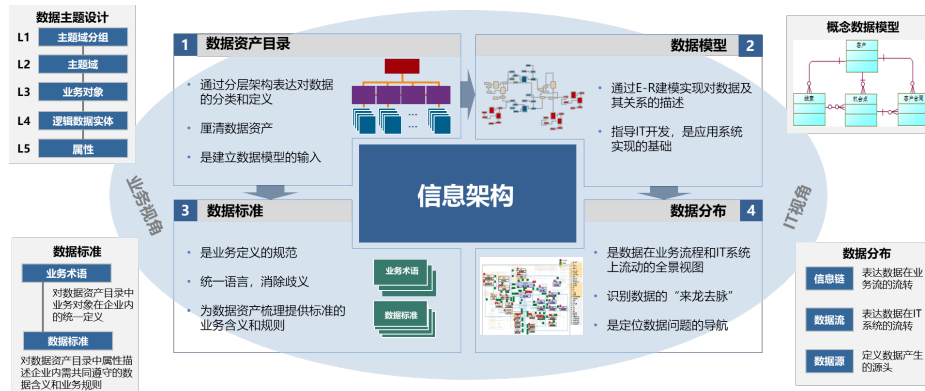 数据主题设计
L1 主题域分组
L2 主题域
L3 业务对象
L4 逻辑数据实体
L5 属性
1 数据资产目录
• 通过分层架构表达对数据
的分类和定义
• 厘清数据资产
• 是建立数据模型的输入
数据模型 2
• 通过E-R建模实现对数据及
其关系的描述
• 指导IT开发，是应用系统
实现的基础
概念数据模型
客户
机会点
客户合同
信息架构
业务视角
IT视角
3 数据标准
• 是业务定义的规范
• 统一语言，消除歧义
• 为数据资产梳理提供标准的
业务含义和规则
业务术语
数据标准
数据分布 4
• 是数据在业务流程和IT系统
上流动的全景视图
• 识别数据的“来龙去脉”
• 是定位数据问题的导航
数据标准
业务术语
对数据资产目录中
业务对象在企业内
的统一定义
数据标准
对数据资产目录中属性描
述企业内需共同遵守的数
据含义和业务规则
数据分布
信息链 表达数据在业
务流的流转
数据流 表达数据在IT
系统的流转
数据源 定义数据产生
的源头